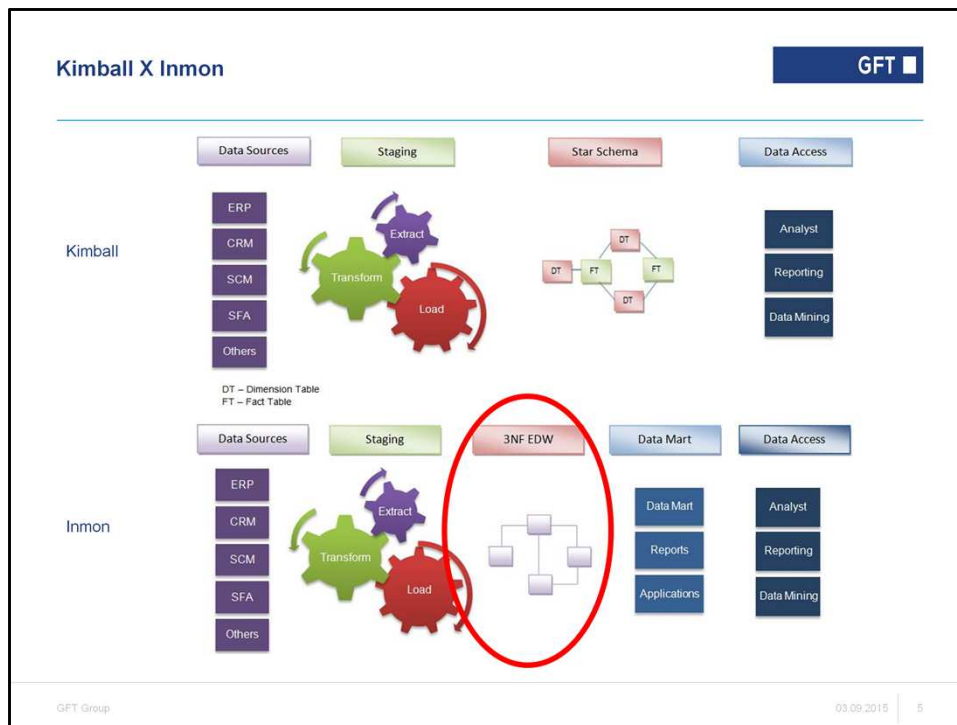 Kimball X Inmon
GFT
Data Sources
Staging
Star Schema
Data Access
Kimball
ERP
CRM
SCM
SFA
Others
Extract
Transform
Load
DT
DT
FT
FT
DT
Analyst
Reporting
Data Mining
DT – Dimension Table
FT – Fact Table
Data Sources
Staging
3NF EDW
Data Mart
Data Access
Inmon
ERP
CRM
SCM
SFA
Others
Extract
Transform
Load
Data Mart
Reports
Applications
Analyst
Reporting
Data Mining
GFT Group
03.09.2015
5